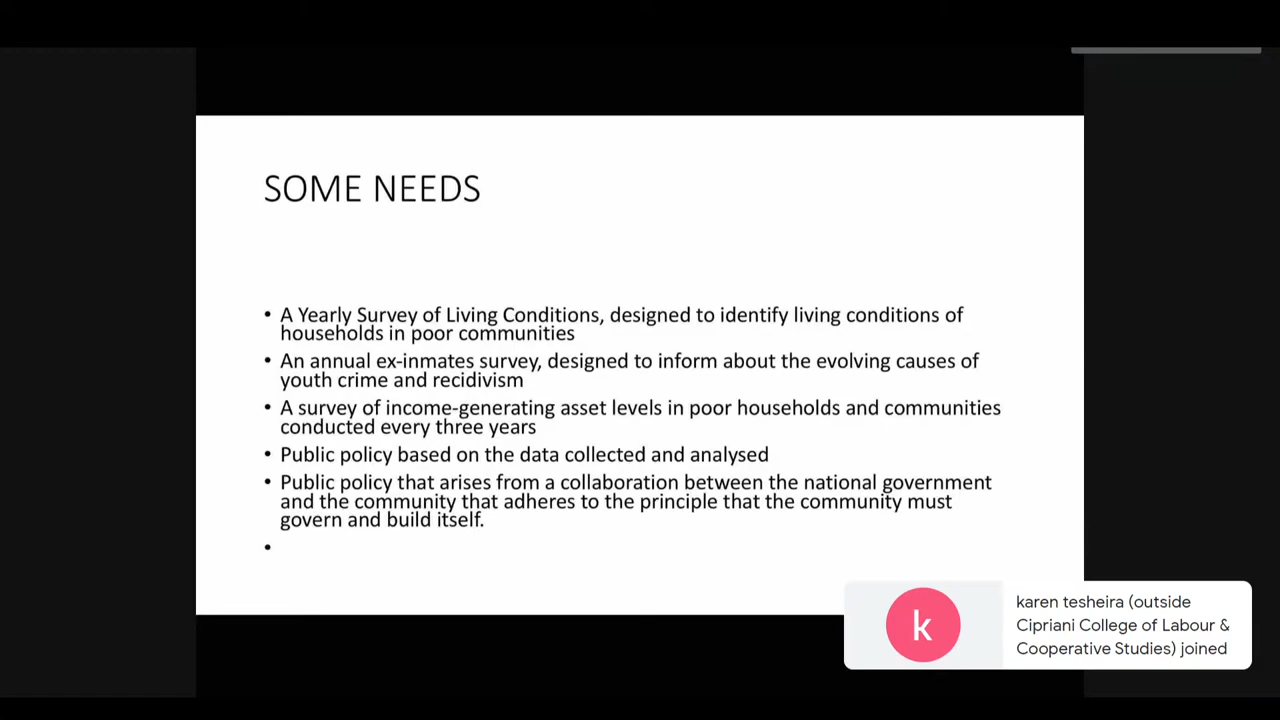 SOME NEEDS
• A Yearly Survey of Living Conditions, designed to identify living conditions of
households in poor communities
• An annual ex-inmates survey, designed to inform about the evolving causes of
youth crime and recidivism
• A survey of income-generating asset levels in poor households and communities
conducted every three years
• Public policy based on the data collected and analysed
• Public policy that arises from a collaboration between the national government
and the community that adheres to the principle that the community must
govern and build itself.
•
k
karen tesheira (outside
Cipriani College of Labour &
Cooperative Studies) joined